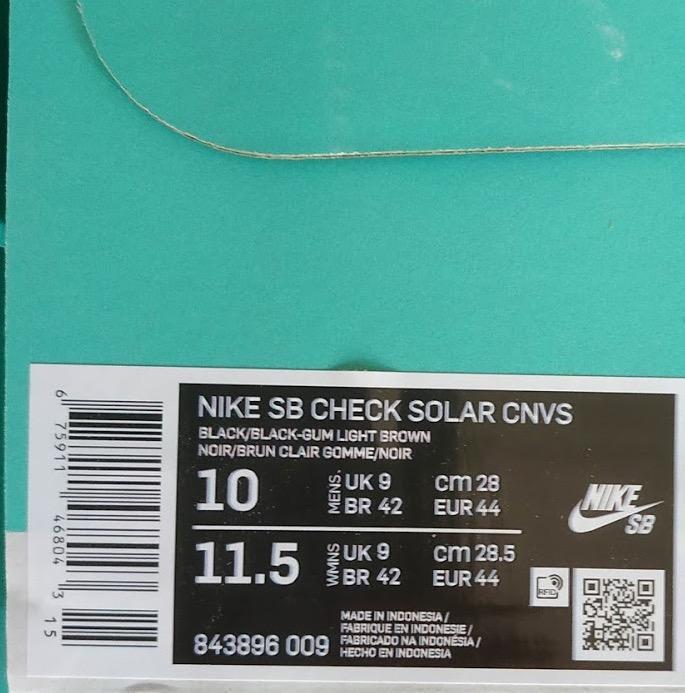 NIKE SB CHECK SOLAR CNVS
BLACK/BLACK-GUM LIGHT BROWN
NOIR/BRUN CLAIR GOMME/NOIR
10 MENS. UK 9 cm 28
BR 42 EUR 44
11.5 WMNS UK 9 cm 28.5
BR 42 EUR 44
NIKE
SB
RFID
843896 009
MADE IN INDONESIA /
FABRIQUE EN INDONESIE /
FABRICADO NA INDONÉSIA /
HECHO EN INDONESIA
6 75911 46804 3
15